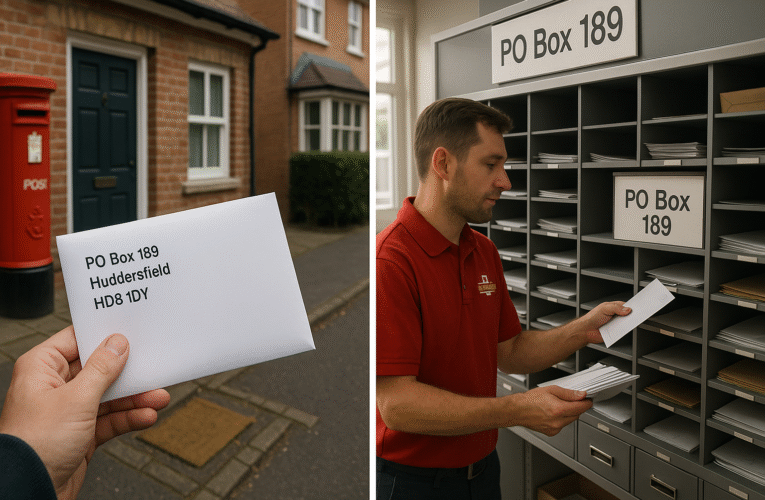 POST
PO Box 189
Huddersfield
HD8 1DY
PO Box 189
PO Box
189